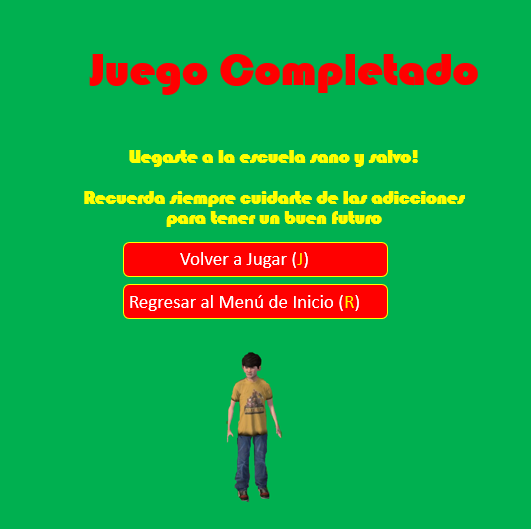 Juego Completado
Llegaste a la escuela sano y salvo!
Recuerda siempre cuidarte de las adicciones
para tener un buen futuro
Volver a Jugar (J)
Regresar al Menú de Inicio (R)